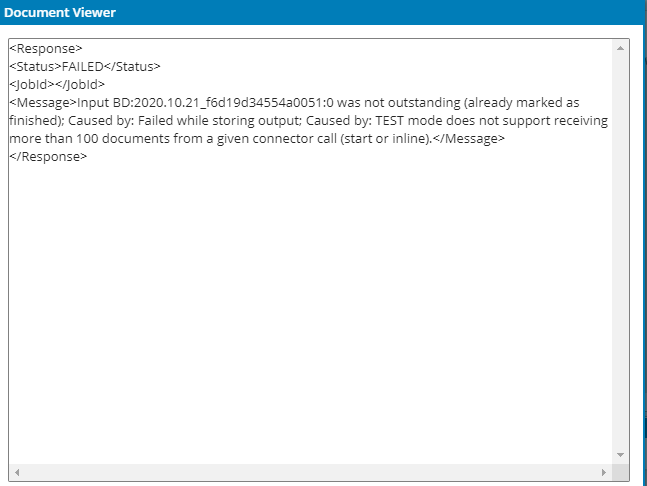 Document Viewer
<Response>
<Status>FAILED</Status>
<JobId></JobId>
<Message>Input BD:2020.10.21_f6d19d34554a0051:0 was not outstanding (already marked as
finished); Caused by: Failed while storing output; Caused by: TEST mode does not support receiving
more than 100 documents from a given connector call (start or inline).</Message>
</Response>